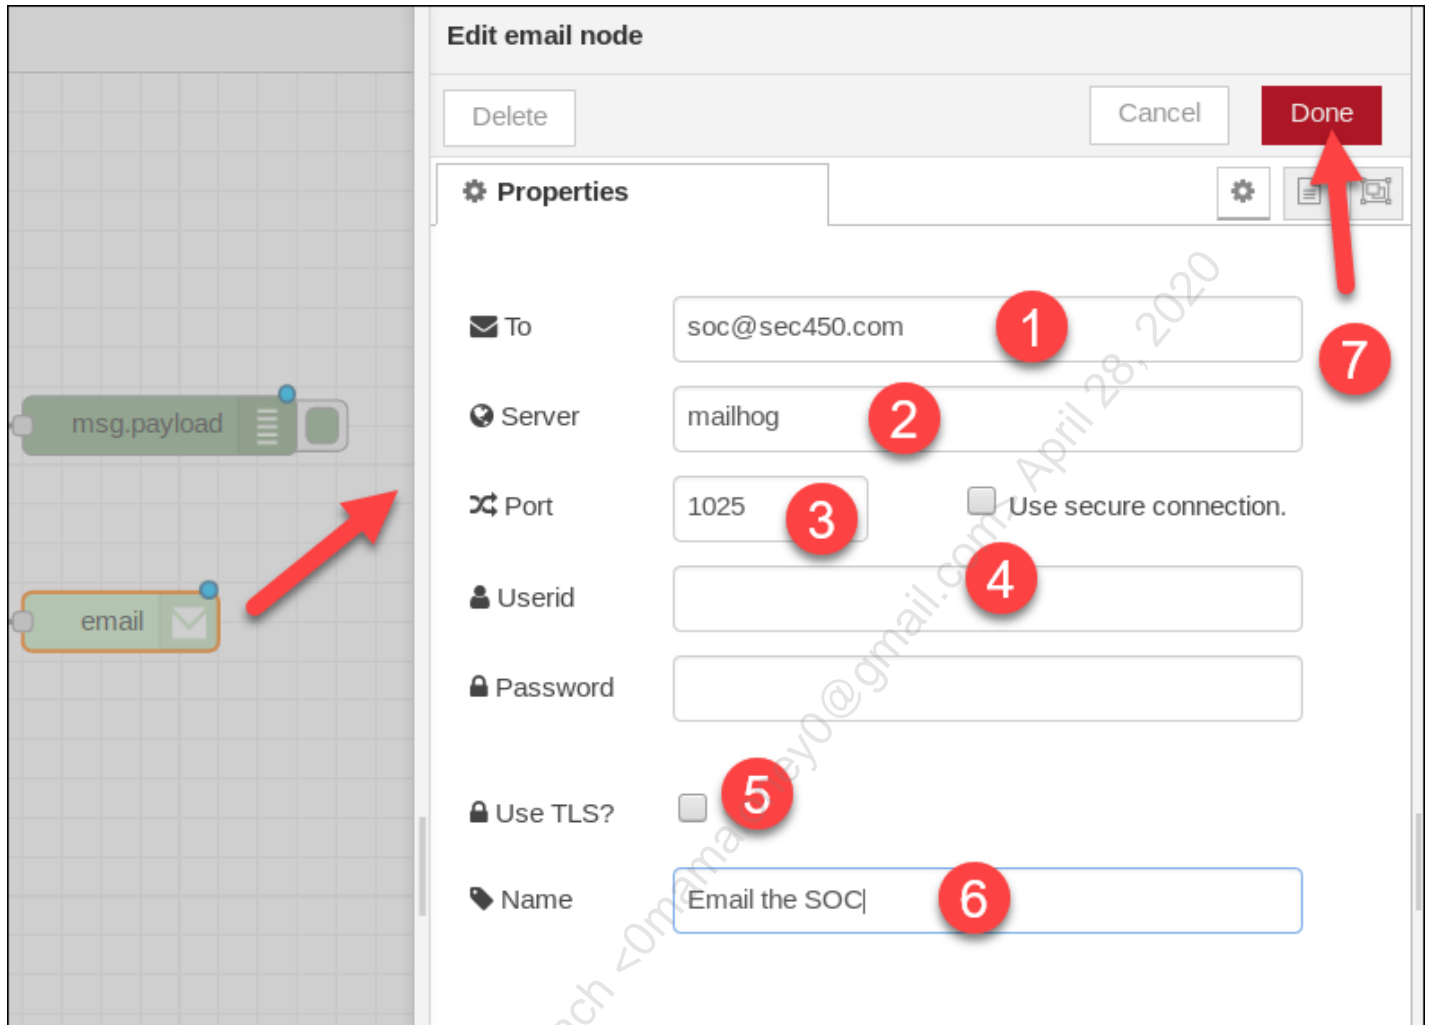 Edit email node
Delete
Cancel
Done
Properties
To
soc@sec450.com
1
7
msg.payload
Server
mailhog
2
Port
1025
3
Use secure connection.
4
email
Userid
Password
Use TLS?
5
Name
Email the SOC
6
April 28, 2020